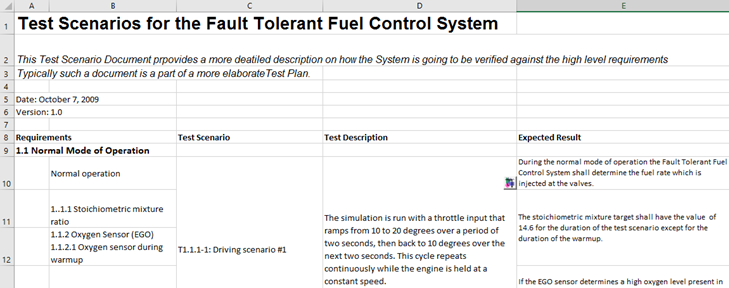 A B C D E
1 Test Scenarios for the Fault Tolerant Fuel Control System
2 This Test Scenario Document prpovides a more deatiled description on how the System is going to be verified against the high level requirements
3 Typically such a document is a part of a more elaborateTest Plan.
4
5 Date: October 7, 2009
6 Version: 1.0
7
8 Requirements Test Scenario Test Description Expected Result
9 1.1 Normal Mode of Operation
10 Normal operation
During the normal mode of operation the Fault Tolerant Fuel
Control System shall determine the fuel rate which is
injected at the valves.
11 1..1.1 Stoichiometric mixture
ratio
The stoichiometric mixture target shall have the value of
14.6 for the duration of the test scenario except for the
duration of the warmup.
12 1.1.2 Oxygen Sensor (EGO)
1.1.2.1 Oxygen sensor during
warmup
T1.1.1-1: Driving scenario #1
The simulation is run with a throttle input that
ramps from 10 to 20 degrees over a period of
two seconds, then back to 10 degrees over the
next two seconds. This cycle repeats
continuously while the engine is held at a
constant speed.
If the EGO sensor determines a high oxygen level present in